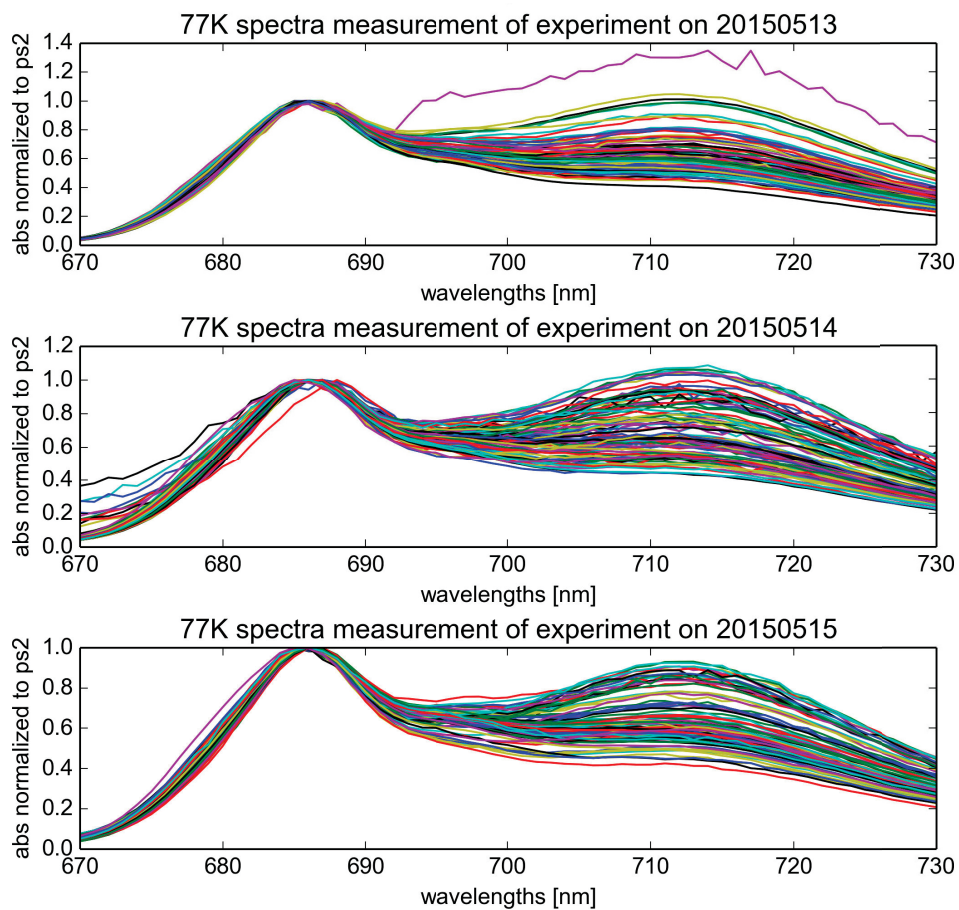 77K spectra measurement of experiment on 20150513
abs normalized to ps2
1.4
1.2
1.0
0.8
0.6
0.4
0.2
0.0
670 680 690 700 710 720 730
wavelengths [nm]
77K spectra measurement of experiment on 20150514
abs normalized to ps2
1.2
1.0
0.8
0.6
0.4
0.2
0.0
670 680 690 700 710 720 730
wavelengths [nm]
77K spectra measurement of experiment on 20150515
abs normalized to ps2
1.0
0.8
0.6
0.4
0.2
0.0
670 680 690 700 710 720 730
wavelengths [nm]